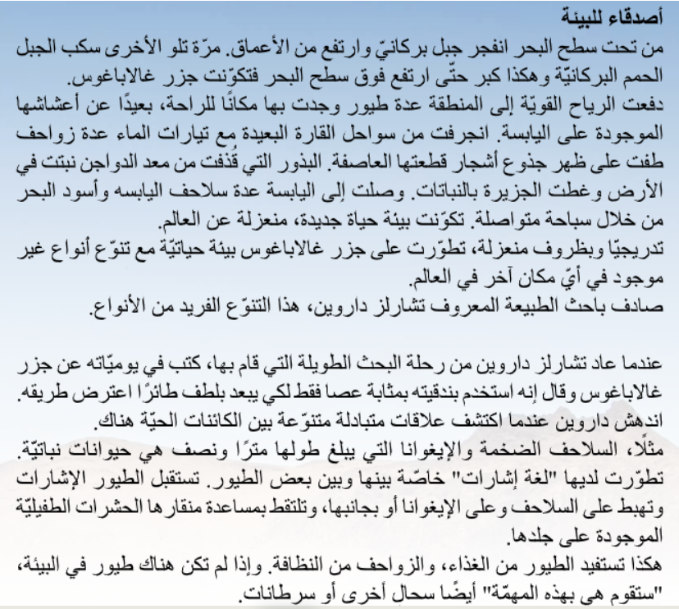 أصدقاء للبيئة
من تحت سطح البحر انفجر جبل بركانيّ وارتفع من الأعماق. مرّة تلو الأخرى سكب الجبل
الحمم البركانيّة وهكذا كبر حتّى ارتفع فوق سطح البحر فتكوّنت جزر غالاباغوس.
دفعت الرياح القويّة إلى المنطقة عدة طيور وجدت بها مكانًا للراحة، بعيدًا عن أعشاشها
الموجودة على اليابسة. انجرفت من سواحل القارة البعيدة مع تيارات الماء عدة زواحف
طفت على ظهر جذوع أشجار قطعتها العاصفة. البذور التي قُذفت من معد الدواجن نبتت في
الأرض وغطت الجزيرة بالنباتات. وصلت إلى اليابسة عدة سلاحف اليابسه وأسود البحر
من خلال سباحة متواصلة. تكوّنت بيئة حياة جديدة، منعزلة عن العالم.
تدريجيّا وبظروف منعزلة، تطوّرت على جزر غالاباغوس بيئة حياتيّة مع تنوّع أنواع غير
موجود في أيّ مكان آخر في العالم.
صادف باحث الطبيعة المعروف تشارلز داروين، هذا التنوّع الفريد من الأنواع.
عندما عاد تشارلز داروين من رحلة البحث الطويلة التي قام بها، كتب في يوميّاته عن جزر
غالاباغوس وقال إنه استخدم بندقيته بمثابة عصا فقط لكي يبعد بلطف طائرًا اعترض طريقه.
اندهش داروين عندما اكتشف علاقات متبادلة متنوّعة بين الكائنات الحيّة هناك.
مثلًا، السلاحف الضخمة والإيغوانا التي يبلغ طولها مترًا ونصف هي حيوانات نباتيّة.
تطوّرت لديها "لغة إشارات" خاصّة بينها وبين بعض الطيور. تستقبل الطيور الإشارات
وتهبط على السلاحف وعلى الإيغوانا أو بجانبها، وتلتقط بمساعدة منقارها الحشرات الطفيليّة
الموجودة على جلدها.
هكذا تستفيد الطيور من الغذاء، والزواحف من النظافة. وإذا لم تكن هناك طيور في البيئة،
"ستقوم هي بهذه المهمّة" أيضًا سحال أخرى أو سرطانات.